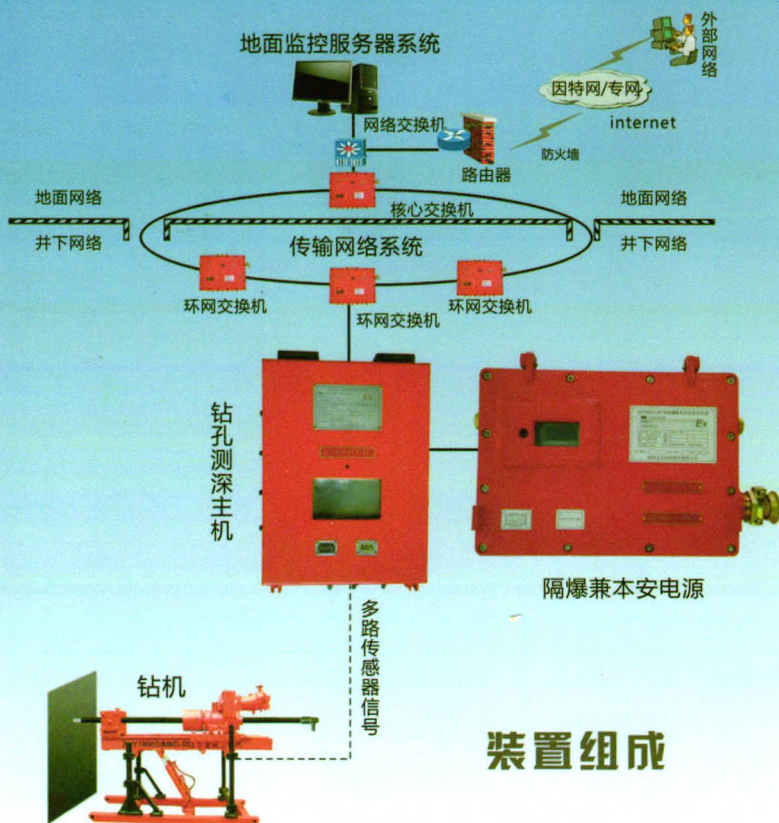 外部网络
地面监控服务器系统
因特网/专网
internet
网络交换机
防火墙
路由器
地面网络
核心交换机
地面网络
井下网络
传输网络系统
井下网络
环网交换机
环网交换机
环网交换机
钻孔测深主机
Ex
Ex
隔爆兼本安电源
多路传感器信号
钻机
装置组成